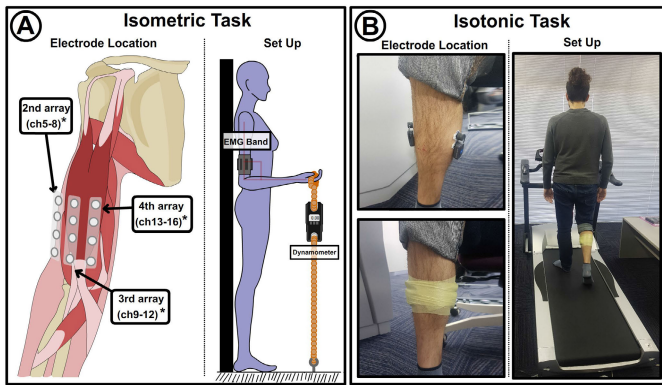 A
Isometric Task
Electrode Location
Set Up
2nd array
(ch5-8)*
4th array
(ch13-16)*
3rd array
(ch9-12)*
EMG Band
Dynamometer
B
Isotonic Task
Electrode Location
Set Up